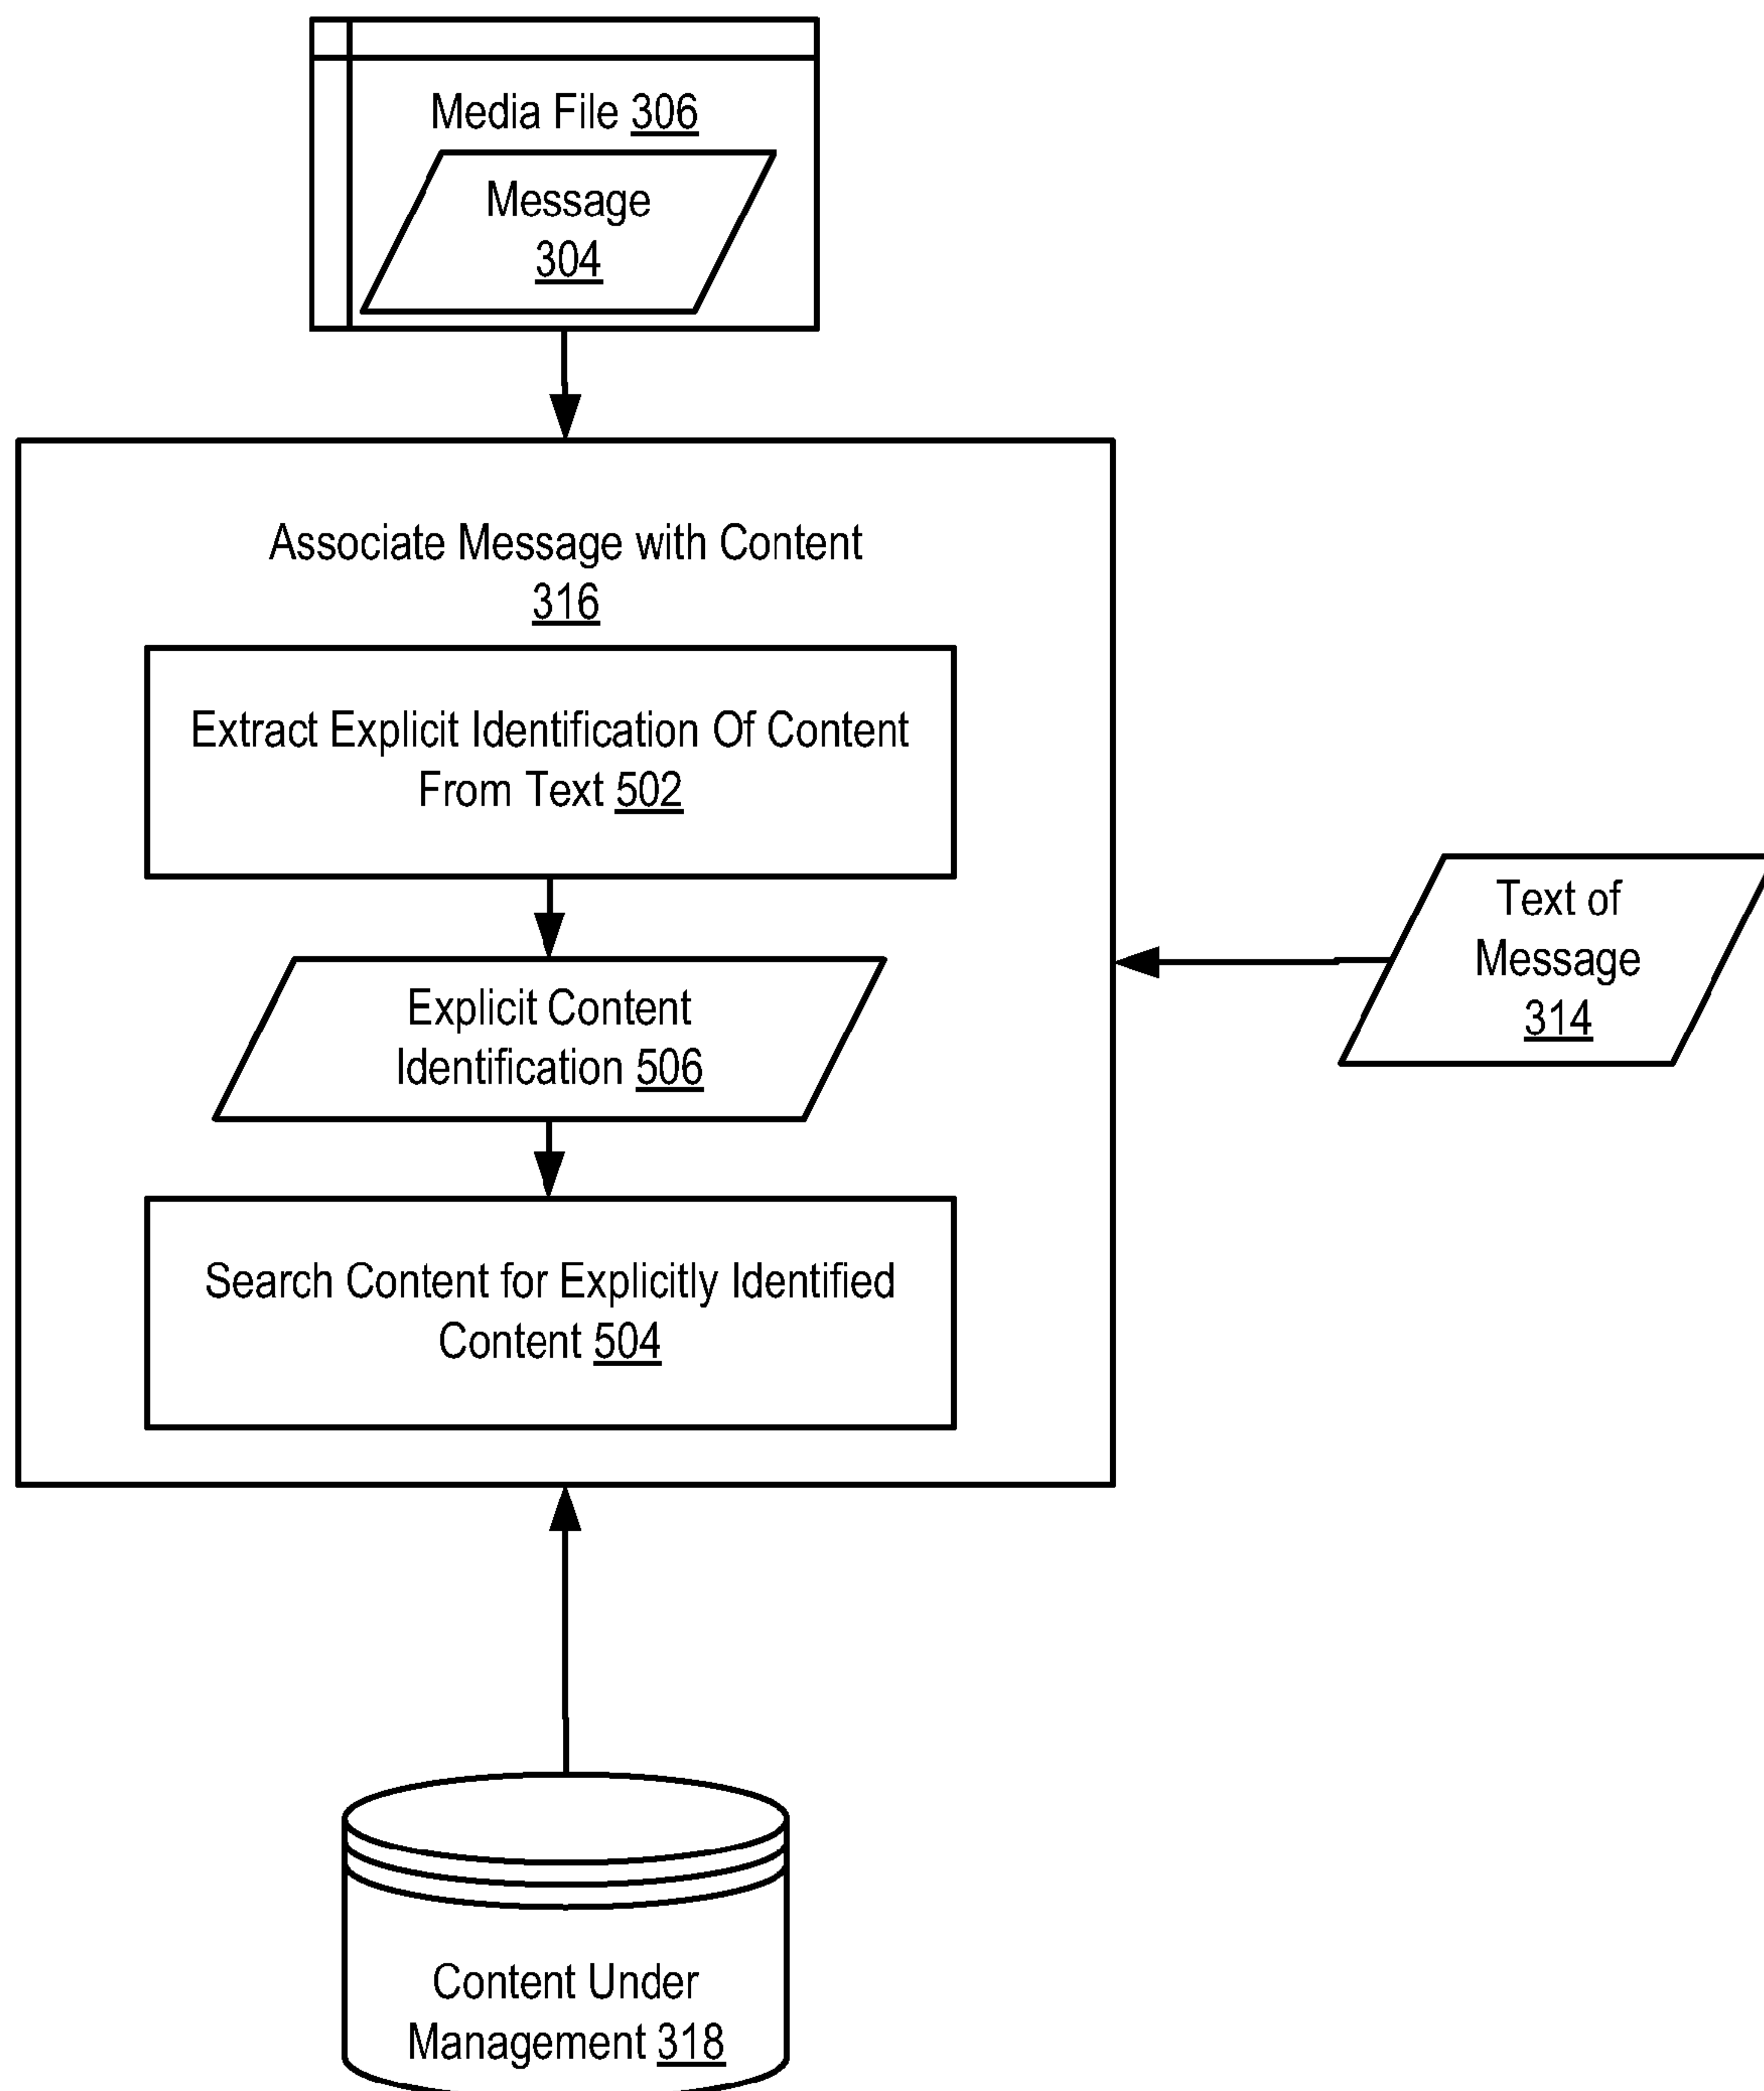 Media File 306
Message
304
Associate Message with Content
316
Extract Explicit Identification Of Content
From Text 502
Text of
Message
314
Explicit Content
Identification 506
Search Content for Explicitly Identified
Content 504
Content Under
Management 318